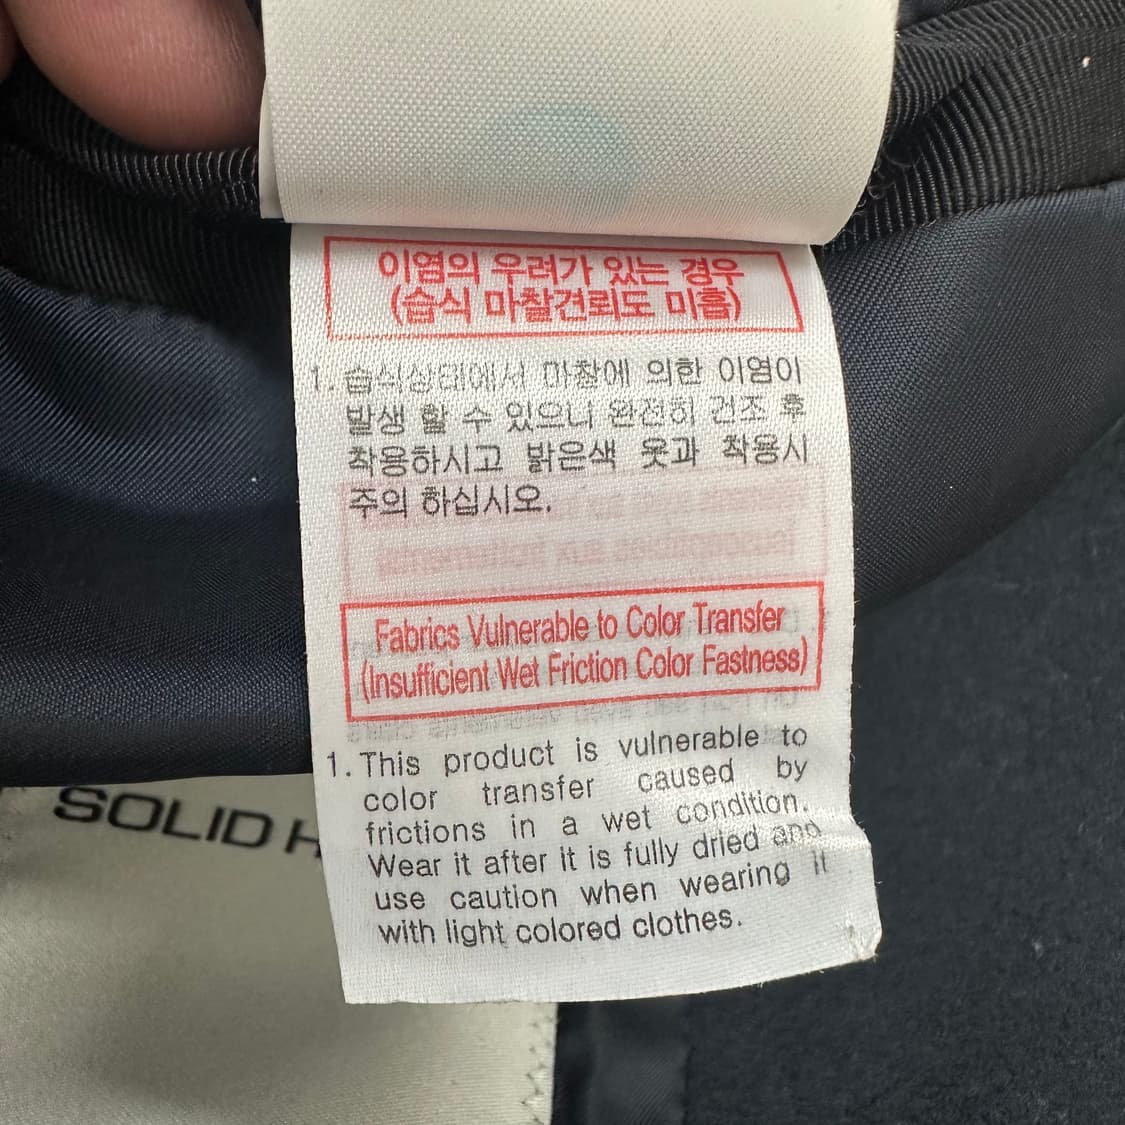 이염의 우려가 있는 경우
(습식 마찰견뢰도 미흡)
1. 습식상태에서 마찰에 의한 이염이
발생 할 수 있으니 완전히 건조 후
착용하시고 밝은색 옷과 착용시
주의 하십시오.
Fabrics Vulnerable to Color Transfer
(Insufficient Wet Friction Color Fastness)
1. This product is vulnerable to
color transfer caused by
frictions in a wet condition.
Wear it after it is fully dried and
use caution when wearing it
with light colored clothes.
SOLID H